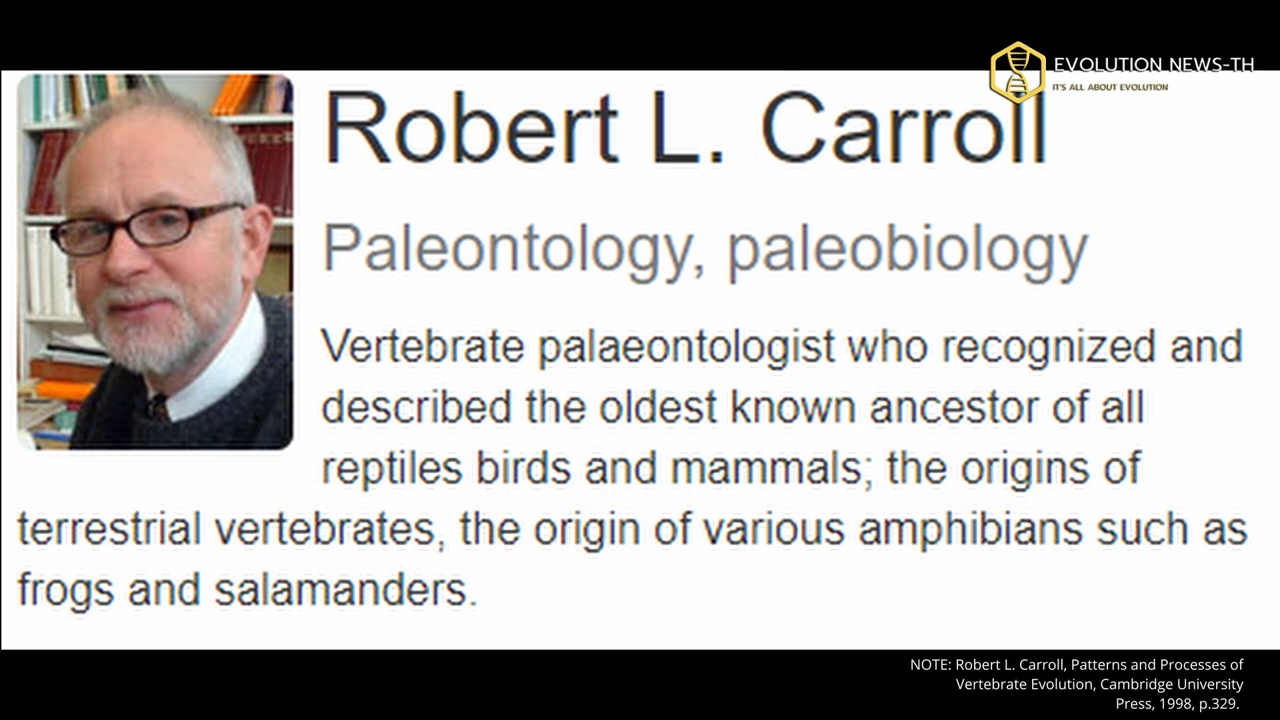 EVOLUTION NEWS-TH
IT'S ALL ABOUT EVOLUTION
Robert L. Carroll
Paleontology, paleobiology
Vertebrate palaeontologist who recognized and
described the oldest known ancestor of all
reptiles birds and mammals; the origins of
terrestrial vertebrates, the origin of various amphibians such as
frogs and salamanders.
NOTE: Robert L. Carroll, Patterns and Processes of
Vertebrate Evolution, Cambridge University
Press, 1998, p.329.